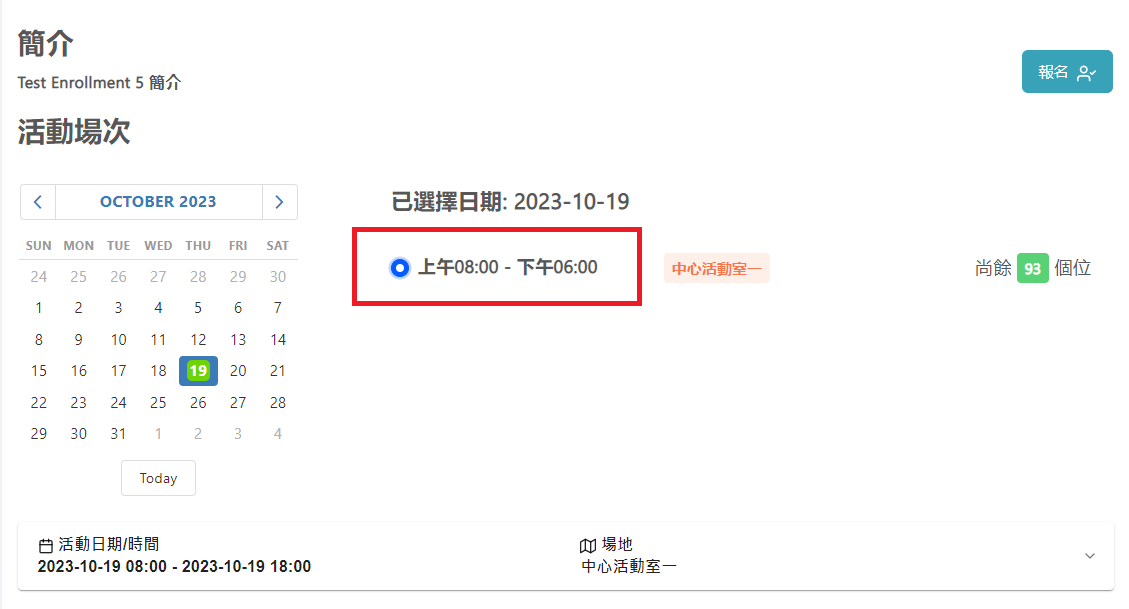 簡介
Test Enrollment 5 簡介
報名
活動場次
OCTOBER 2023
SUN MON TUE WED THU FRI SAT
24 25 26 27 28 29 30
1 2 3 4 5 6 7
8 9 10 11 12 13 14
15 16 17 18 19 20 21
22 23 24 25 26 27 28
29 30 31 1 2 3 4
Today
已選擇日期: 2023-10-19
上午08:00 - 下午06:00
中心活動室一
尚餘 93 個位
活動日期/時間
2023-10-19 08:00 - 2023-10-19 18:00
場地
中心活動室一